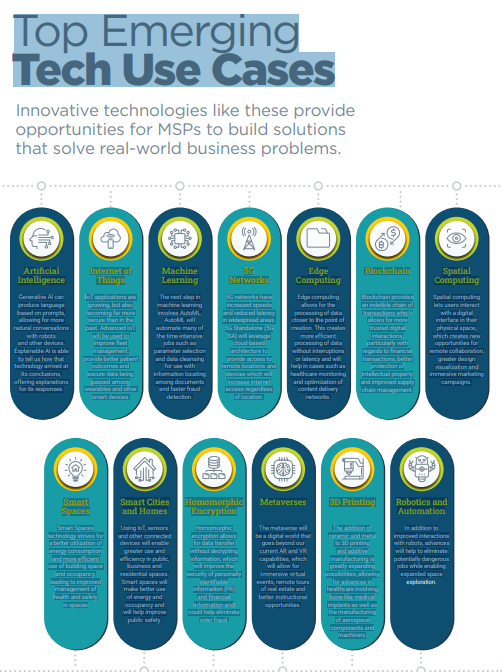 Top Emerging
Tech Use Cases
Innovative technologies like these provide
opportunities for MSPs to build solutions
that solve real-world business problems.
Artificial
Intelligence
Generative AI can
produce language
based on prompts,
allowing for more
natural conversations
with robots
and other devices.
Explainable AI is able
to tell us how that
technology arrived at
its conclusions,
offering explanations
for its responses.
Internet of
Things
IoT applications are
growing, but also
becoming far more
secure than in the
past. Advanced IoT
will be used to
improve fleet
management,
provide better patient
outcomes and
secure data being
passed among
wearables and other
smart devices.
Machine
Learning
The next step in
machine learning
involves AutoML.
AutoML will
automate many of
the time-intensive
jobs such as
parameter selection
and data cleansing
for use with
information locating
among documents
and faster fraud
detection.
5G
Networks
5G networks have
increased speeds
and reduced latency
in widespread areas.
5G Standalone (5G
SA) will leverage
cloud-based
architecture to
provide access to
remote locations and
devices which will
increase internet
access regardless
of location.
Edge
Computing
Edge computing
allows for the
processing of data
closer to the point of
creation. This creates
more efficient
processing of data
without interruptions
or latency and will
help in cases such as
healthcare monitoring
and optimization of
content delivery
networks.
Blockchain
Blockchain provides
an indelible chain of
transactions which
allows for more
trusted digital
interactions,
particularly with
regards to financial
transactions, better
protection of
intellectual property
and improved supply
chain management.
Spatial
Computing
Spatial computing
lets users interact
with a digital
interface in their
physical space,
which creates new
opportunities for
remote collaboration,
greater design
visualization and
immersive marketing
campaigns.
Smart
Spaces
Smart Spaces
technology strives for
a better utilization of
energy consumption
and more efficient
use of building space
and occupancy,
leading to improved
management of
health and safety
in spaces.
Smart Cities
and Homes
Using IoT, sensors
and other connected
devices will enable
greater use and
efficiency in public,
business and
residential spaces.
Smart spaces will
make better use
of energy and
occupancy and
will help improve
public safety
Homomorphic
Encryption
Homomorphic
encryption allows
for data transfer
without decrypting
information, which
will improve the
security of personally
identifiable
information (PII)
and financial
information and
could help eliminate
voter fraud.
Metaverses
The metaverse will
be a digital world that
goes beyond our
current AR and VR
capabilities, which
will allow for
immersive virtual
events, remote tours
of real estate and
better instructional
opportunities.
3D Printing
The addition of
ceramic and metal
to 3D printing
and additive
manufacturing is
greatly expanding
possibilities, allowing
for advances in
healthcare involving
bone like medical
implants as well as
the manufacturing
of aerospace
components and
machinery.
Robotics and
Automation
In addition to
improved interactions
with robots, advances
will help to eliminate
potentially dangerous
jobs while enabling
expanded space
exploration.